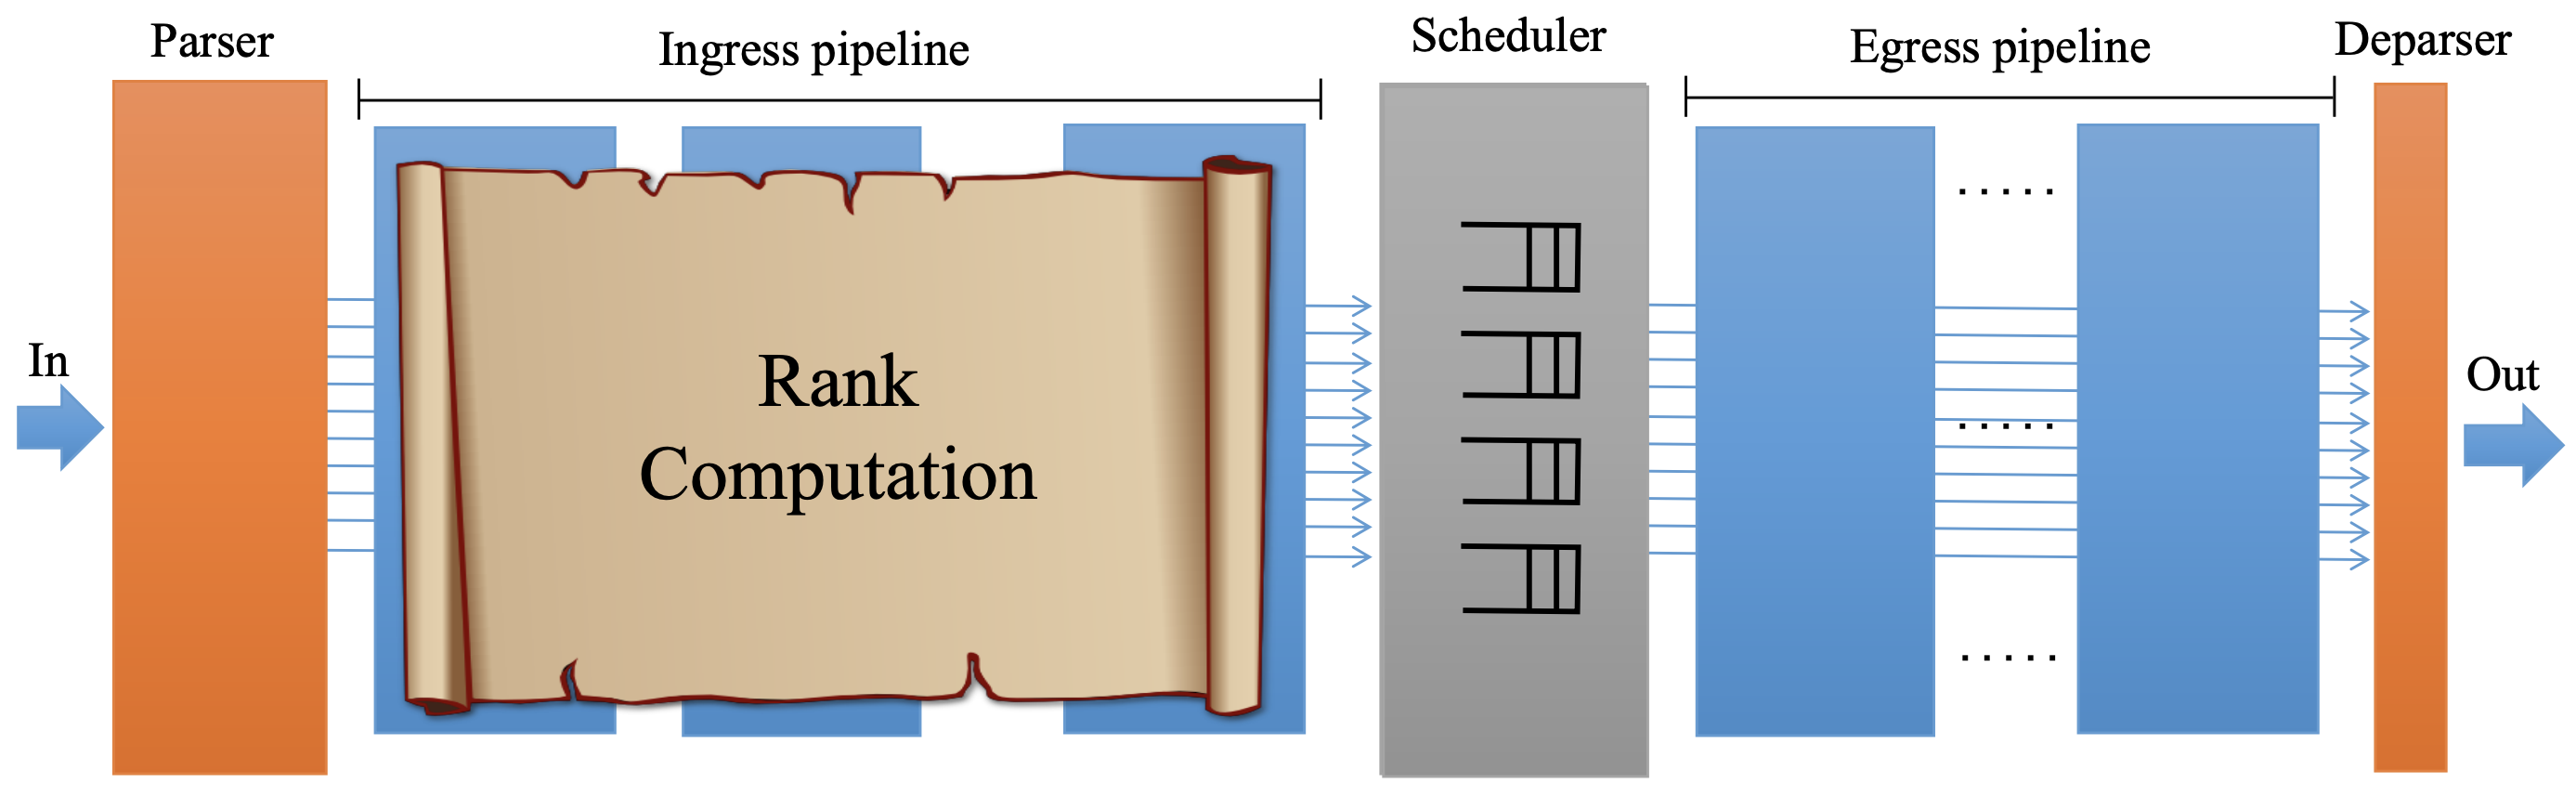 Parser
Ingress pipeline
Scheduler
Egress pipeline
Deparser
In
Rank
Computation
.....
.....
.....
Out